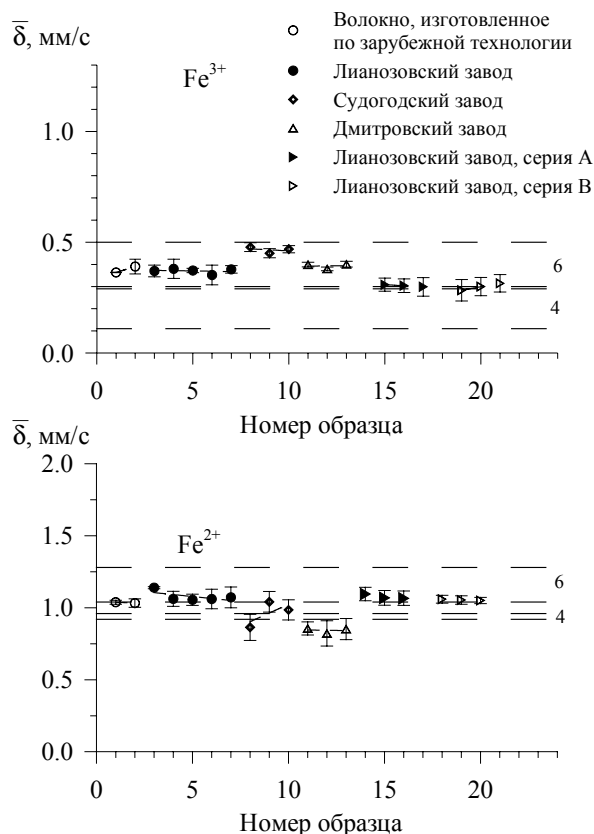 δ̅, мм/с
Fe³⁺
Волокно, изготовленное
по зарубежной технологии
Лианозовский завод
Судогодский завод
Дмитровский завод
Лианозовский завод, серия А
Лианозовский завод, серия В
1.0
0.5
0.0
6
4
0 5 10 15 20
Номер образца
δ̅, мм/с
Fe²⁺
2.0
1.5
1.0
0.5
0.0
6
4
0 5 10 15 20
Номер образца